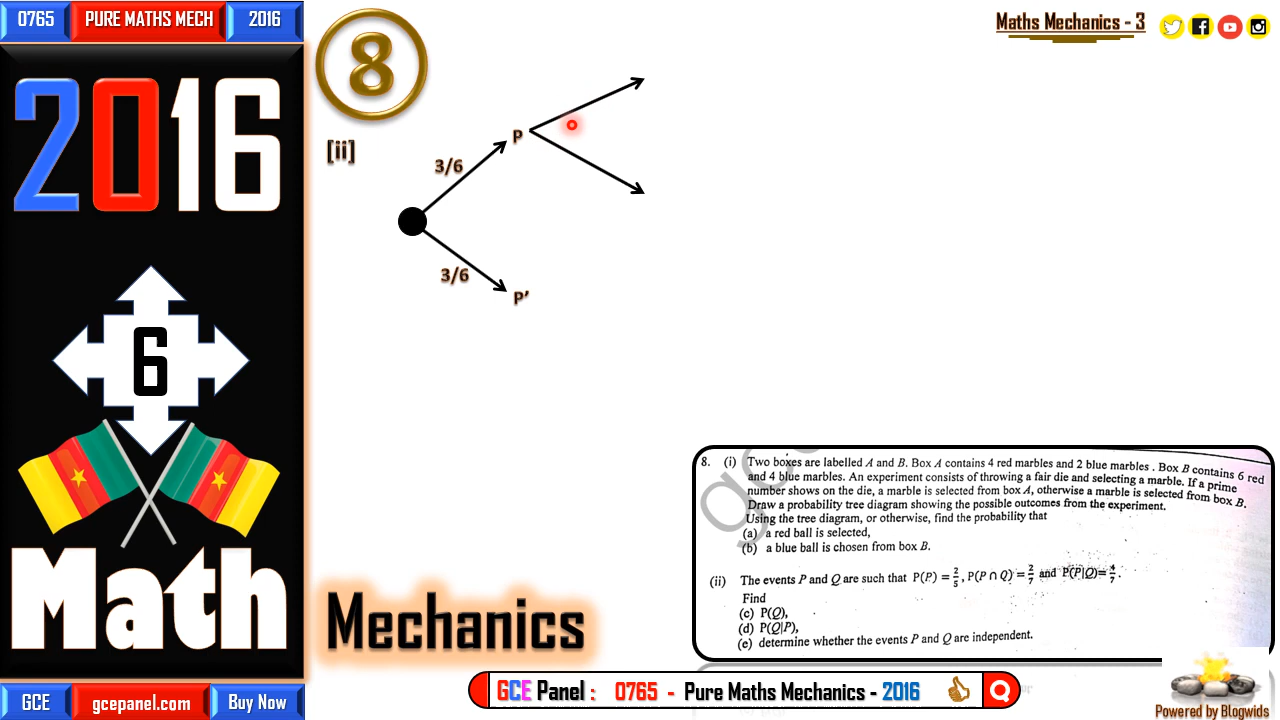 0765 PURE MATHS MECH 2016
2016
6
Math
GCE gcepanel.com Buy Now
Maths Mechanics - 3
8
[ii]
3/6
P
3/6
P'
8. (i) Two boxes are labelled A and B. Box A contains 4 red marbles and 2 blue marbles . Box B contains 6 red
and 4 blue marbles. An experiment consists of throwing a fair die and selecting a marble. If a prime
number shows on the die, a marble is selected from box A, otherwise a marble is selected from box B.
Draw a probability tree diagram showing the possible outcomes from the experiment.
Using the tree diagram, or otherwise, find the probability that
(a) a red ball is selected,
(b) a blue ball is chosen from box B.
(ii) The events P and Q are such that P(P) = 2/5, P(P ∩ Q) = 2/7 and P(P|Q)= 4/7.
Find
(c) P(Q),
(d) P(Q|P),
(e) determine whether the events P and Q are independent.
Mechanics
GCE Panel : 0765 - Pure Maths Mechanics - 2016
Powered by Blogwids